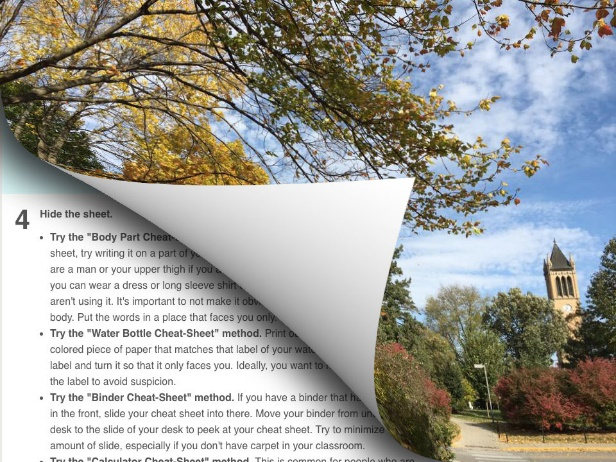 4 Hide the sheet.
• Try the "Body Part Cheat-
sheet, try writing it on a part of
are a man or your upper thigh if you
you can wear a dress or long sleeve shirt
aren't using it. It's important to not make it
body. Put the words in a place that faces you only.
• Try the "Water Bottle Cheat-Sheet" method. Print
colored piece of paper that matches that label of your
label and turn it so that it only faces you. Ideally, you want to
the label to avoid suspicion.
• Try the "Binder Cheat-Sheet" method. If you have a binder that
in the front, slide your cheat sheet into there. Move your binder from
desk to the slide of your desk to peek at your cheat sheet. Try to minimize
amount of slide, especially if you don't have carpet in your classroom.
• Try the "Calculator Cheat-Sheet" method. This is common for people who are